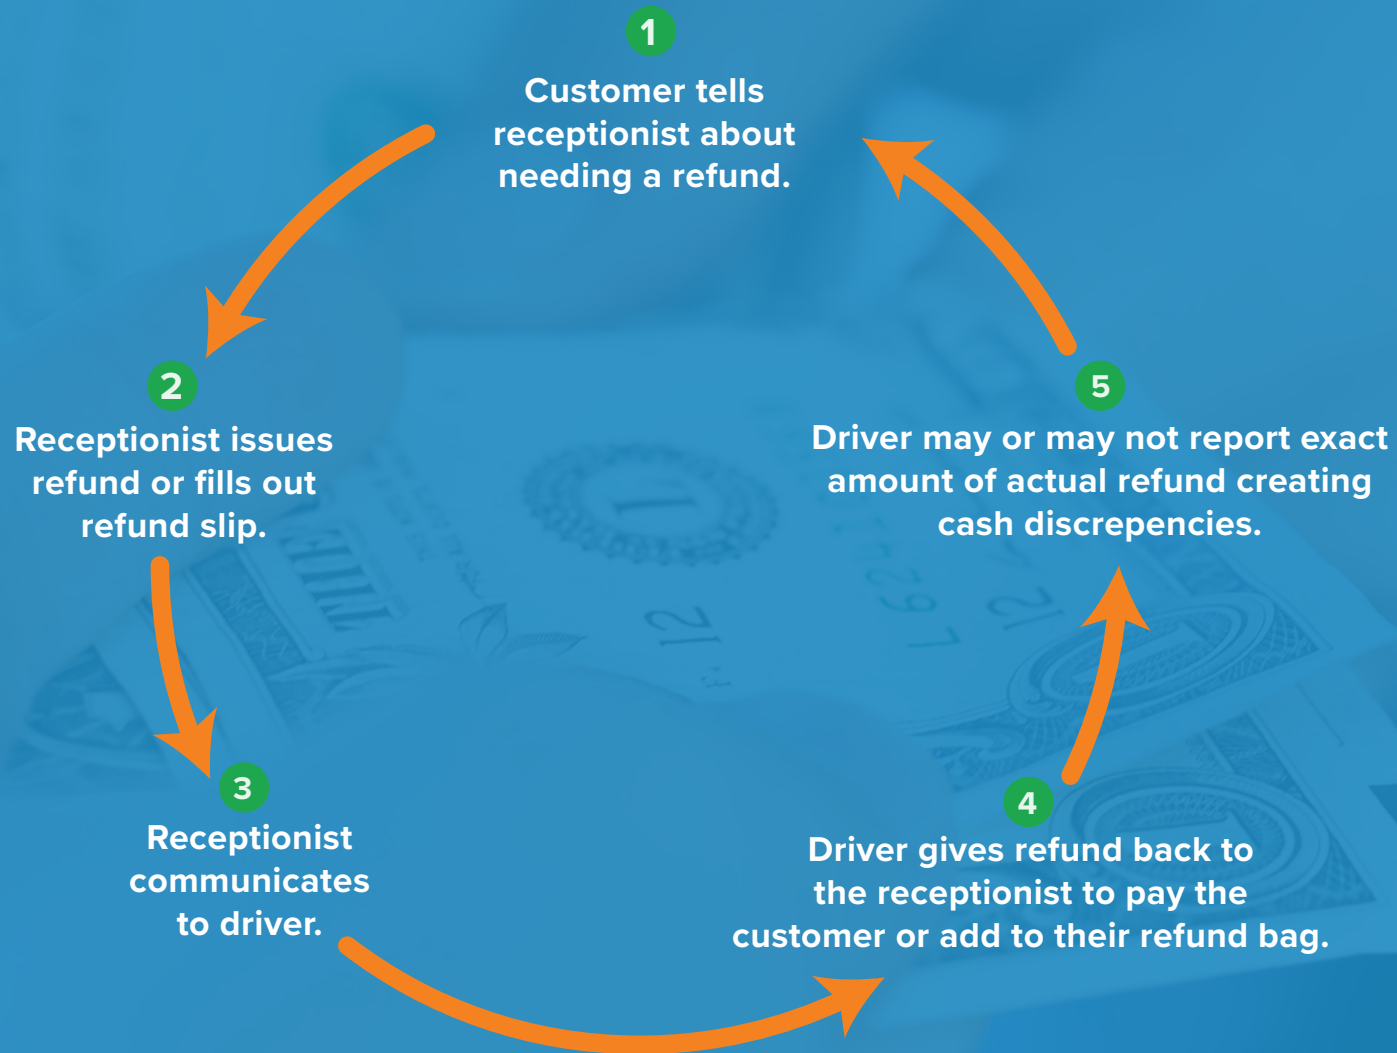 1
Customer tells
receptionist about
needing a refund.
2
Receptionist issues
refund or fills out
refund slip.
3
Receptionist
communicates
to driver.
4
Driver gives refund back to
the receptionist to pay the
customer or add to their refund bag.
5
Driver may or may not report exact
amount of actual refund creating
cash discrepencies.